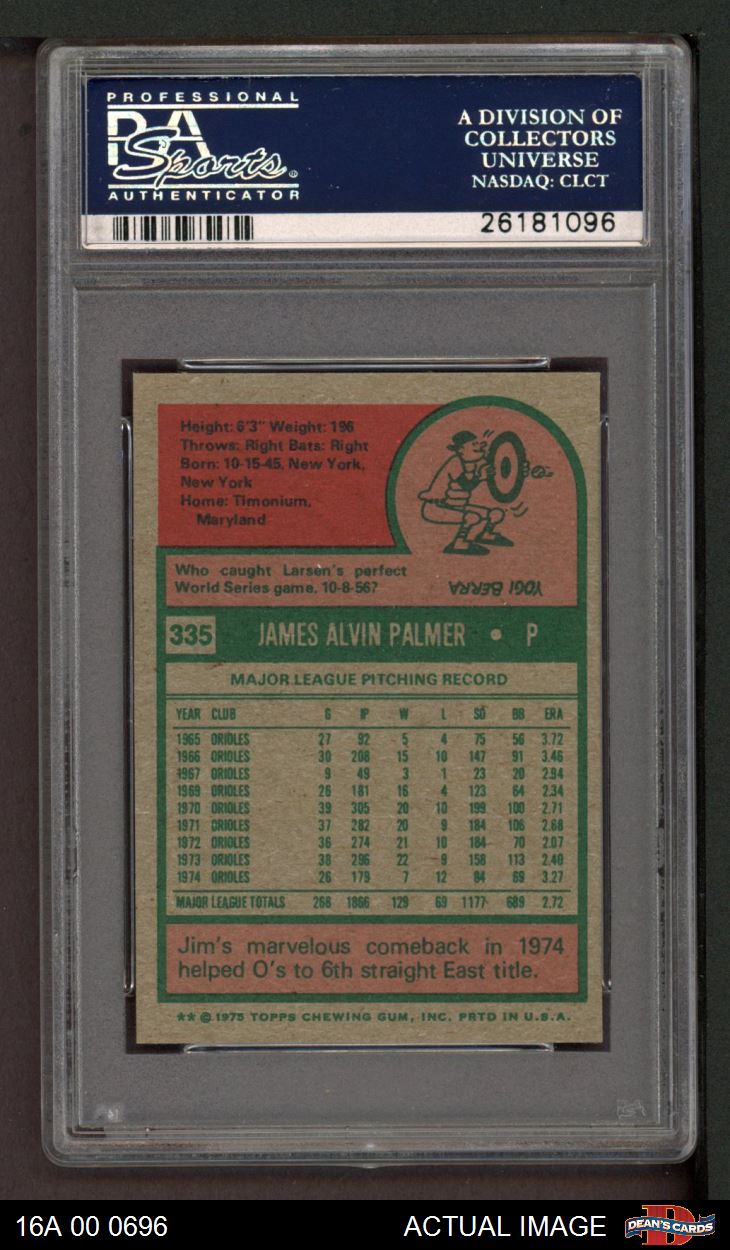 PROFESSIONAL
PSA
Sports
AUTHENTICATOR
A DIVISION OF
COLLECTORS
UNIVERSE
NASDAQ: CLCT
26181096
Height: 6'3" Weight: 196
Throws: Right Bats: Right
Born: 10-15-45, New York,
New York
Home: Timonium,
Maryland
Who caught Larsen's perfect
World Series game, 10-8-56?
YOGI BERRA
335 JAMES ALVIN PALMER • P
MAJOR LEAGUE PITCHING RECORD
YEAR CLUB G IP W L SO BB ERA
1965 ORIOLES 27 92 5 4 75 56 3.72
1966 ORIOLES 30 208 15 10 147 91 3.46
1967 ORIOLES 9 49 3 1 23 20 2.94
1969 ORIOLES 26 181 16 4 123 64 2.34
1970 ORIOLES 39 305 20 10 199 100 2.71
1971 ORIOLES 37 282 20 9 184 106 2.68
1972 ORIOLES 36 274 21 10 184 70 2.07
1973 ORIOLES 38 296 22 9 158 113 2.40
1974 ORIOLES 26 179 7 12 84 69 3.27
MAJOR LEAGUE TOTALS 268 1866 129 69 1177 689 2.72
Jim's marvelous comeback in 1974
helped O's to 6th straight East title.
** © 1975 TOPPS CHEWING GUM, INC. PRTD IN U.S.A.
16A 00 0696
ACTUAL IMAGE
DEAN'S CARDS